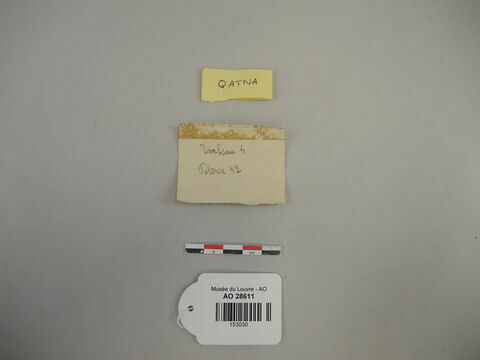 QATNA
Tombeau 4
Poterie 32
Musée du Louvre - AO
AO 28611
153030